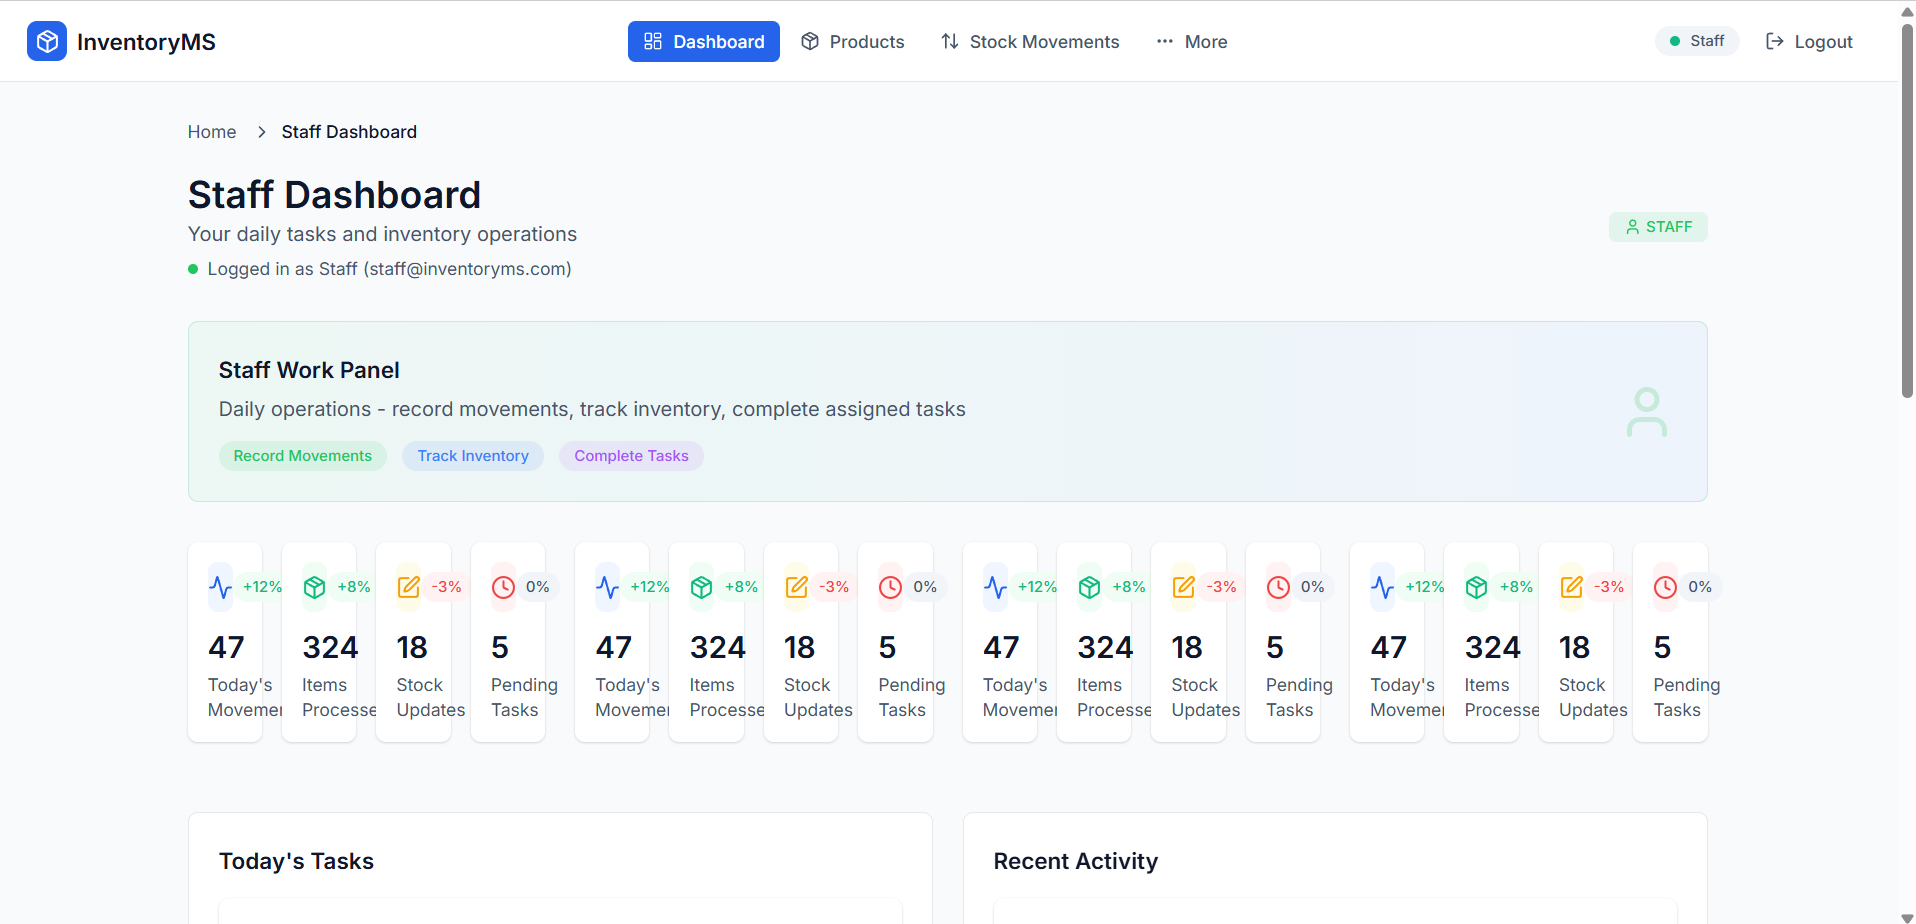 InventoryMS
Dashboard
Products
Stock Movements
More
Staff
Logout
Home
Staff Dashboard
Staff Dashboard
Your daily tasks and inventory operations
Logged in as Staff (staff@inventoryms.com)
STAFF
Staff Work Panel
Daily operations - record movements, track inventory, complete assigned tasks
Record Movements
Track Inventory
Complete Tasks
+12%
47
Today's
Movemen
+8%
324
Items
Processe
-3%
18
Stock
Updates
0%
5
Pending
Tasks
+12%
47
Today's
Movemer
+8%
324
Items
Processe
-3%
18
Stock
Updates
0%
5
Pending
Tasks
+12%
47
Today's
Movemer
+8%
324
Items
Processe
-3%
18
Stock
Updates
0%
5
Pending
Tasks
+12%
47
Today's
Movemer
+8%
324
Items
Processe
-3%
18
Stock
Updates
0%
5
Pending
Tasks
Today's Tasks
Recent Activity